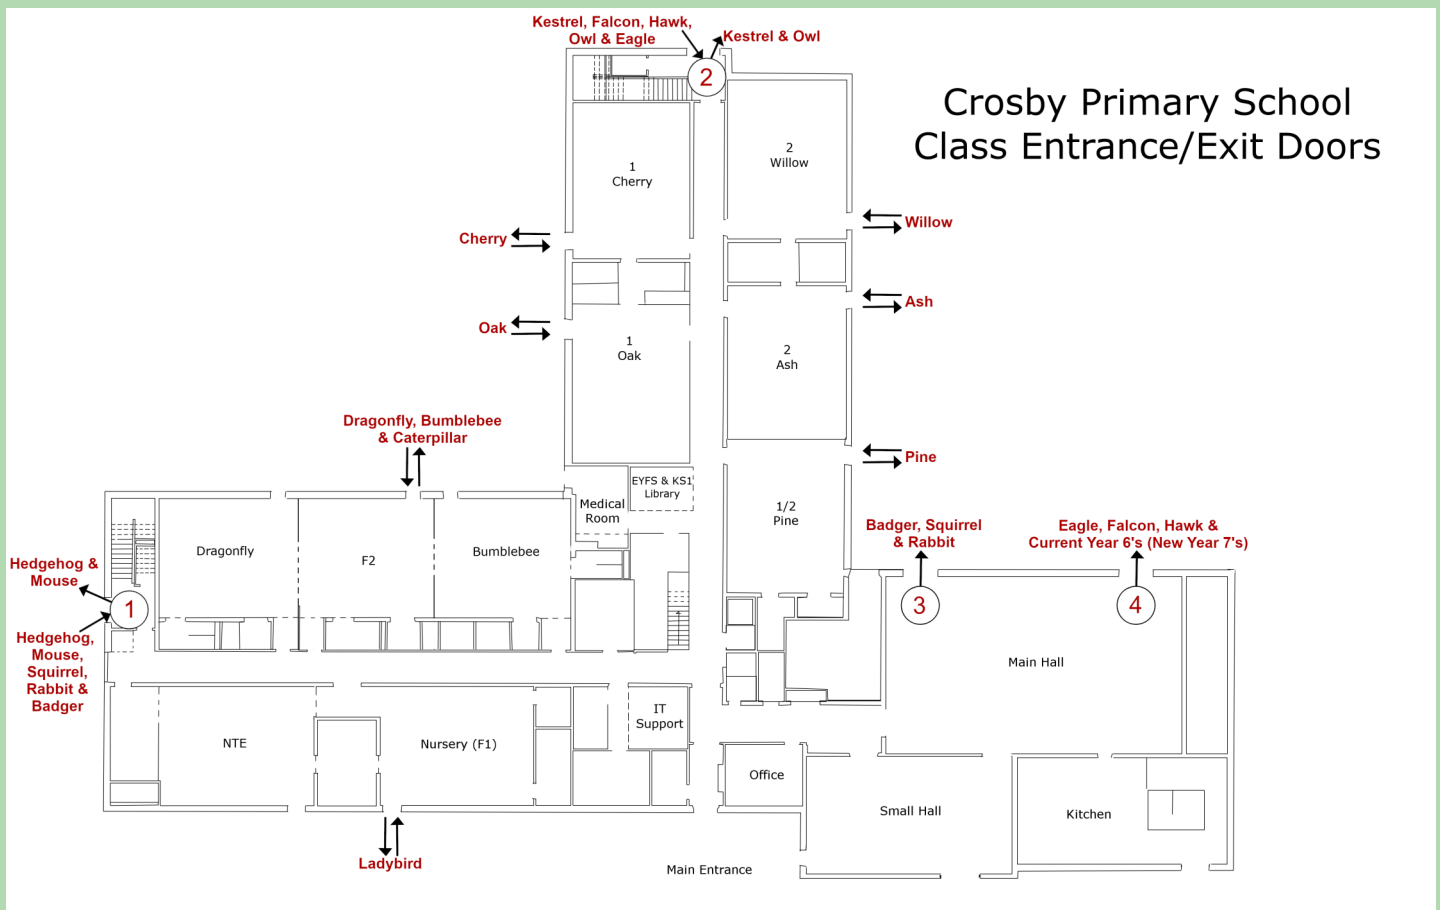 Crosby Primary School
Class Entrance/Exit Doors
Kestrel, Falcon, Hawk,
Owl & Eagle
Kestrel & Owl
2
1
Cherry
2
Willow
Cherry
Willow
Oak
Ash
1
Oak
2
Ash
Dragonfly, Bumblebee
& Caterpillar
Pine
EYFS & KS1
Library
Medical
Room
1/2
Pine
Badger, Squirrel
& Rabbit
Eagle, Falcon, Hawk &
Current Year 6's (New Year 7's)
Dragonfly
F2
Bumblebee
Hedgehog &
Mouse
1
3
4
Hedgehog,
Mouse,
Squirrel,
Rabbit &
Badger
Main Hall
IT
Support
NTE
Nursery (F1)
Office
Small Hall
Kitchen
Ladybird
Main Entrance